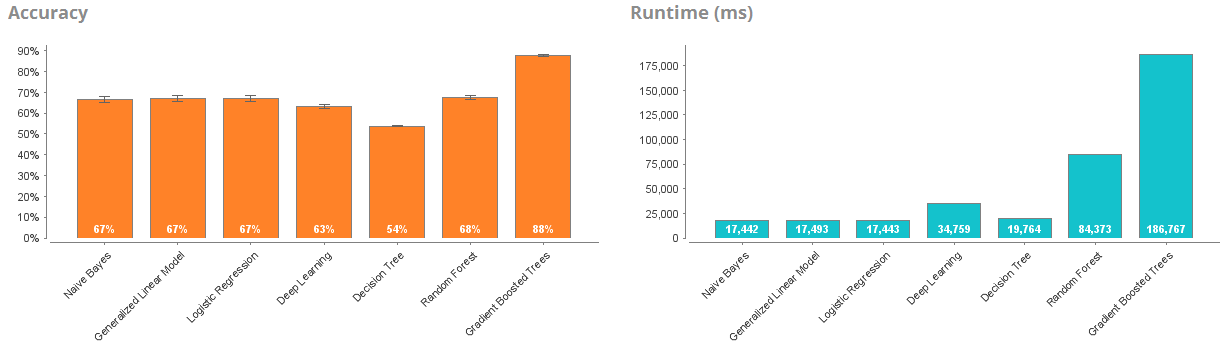 Accuracy
90%
80%
70%
60%
50%
40%
30%
20%
10%
0%
67%
67%
67%
63%
54%
68%
88%
Naive Bayes
Generalized Linear Model
Logistic Regression
Deep Learning
Decision Tree
Random Forest
Gradient Boosted Trees
Runtime (ms)
175,000
150,000
125,000
100,000
75,000
50,000
25,000
0
17,442
17,493
17,443
34,759
19,764
84,373
186,767
Naive Bayes
Generalized Linear Model
Logistic Regression
Deep Learning
Decision Tree
Random Forest
Gradient Boosted Trees